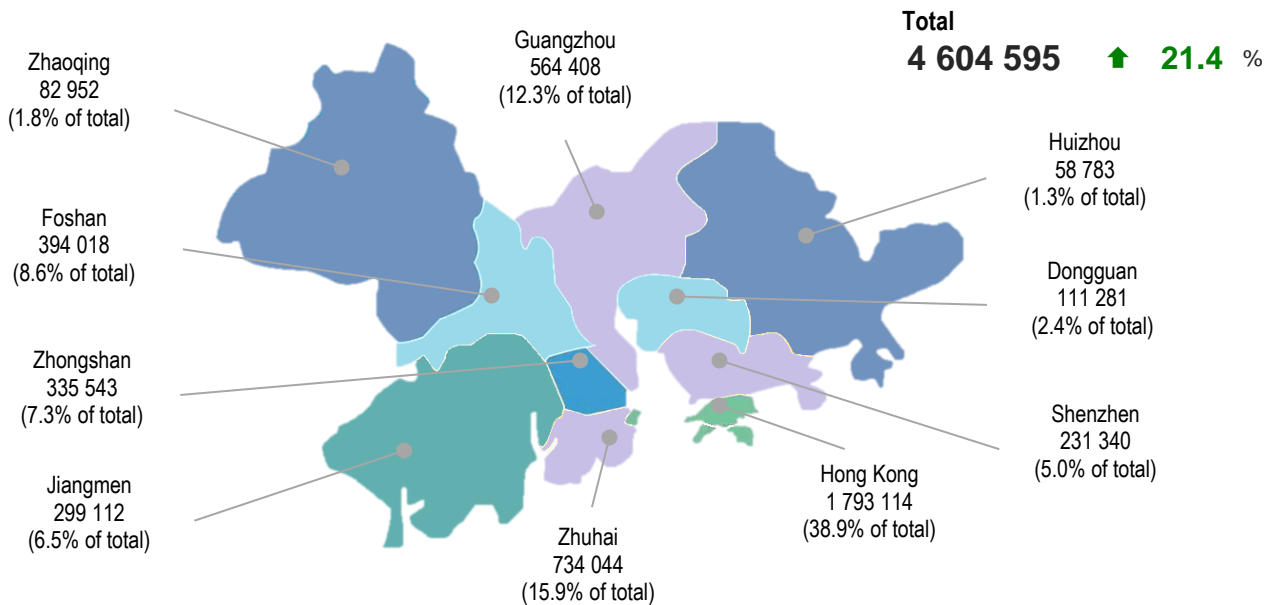 Total
4 604 595 21.4 %
Zhaoqing
82 952
(1.8% of total)
Guangzhou
564 408
(12.3% of total)
Huizhou
58 783
(1.3% of total)
Foshan
394 018
(8.6% of total)
Dongguan
111 281
(2.4% of total)
Zhongshan
335 543
(7.3% of total)
Shenzhen
231 340
(5.0% of total)
Jiangmen
299 112
(6.5% of total)
Hong Kong
1 793 114
(38.9% of total)
Zhuhai
734 044
(15.9% of total)